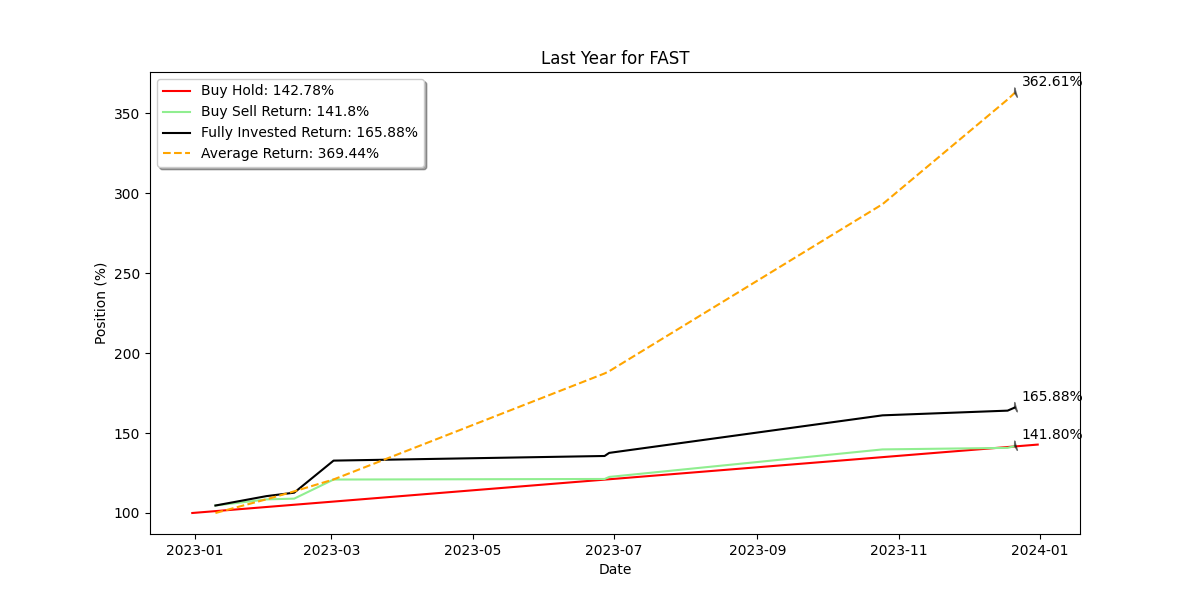 Last Year for FAST
Buy Hold: 142.78%
Buy Sell Return: 141.8%
Fully Invested Return: 165.88%
Average Return: 369.44%
362.61%
165.88%
141.80%
Position (%)
350
300
250
200
150
100
2023-01
2023-03
2023-05
2023-07
2023-09
2023-11
2024-01
Date